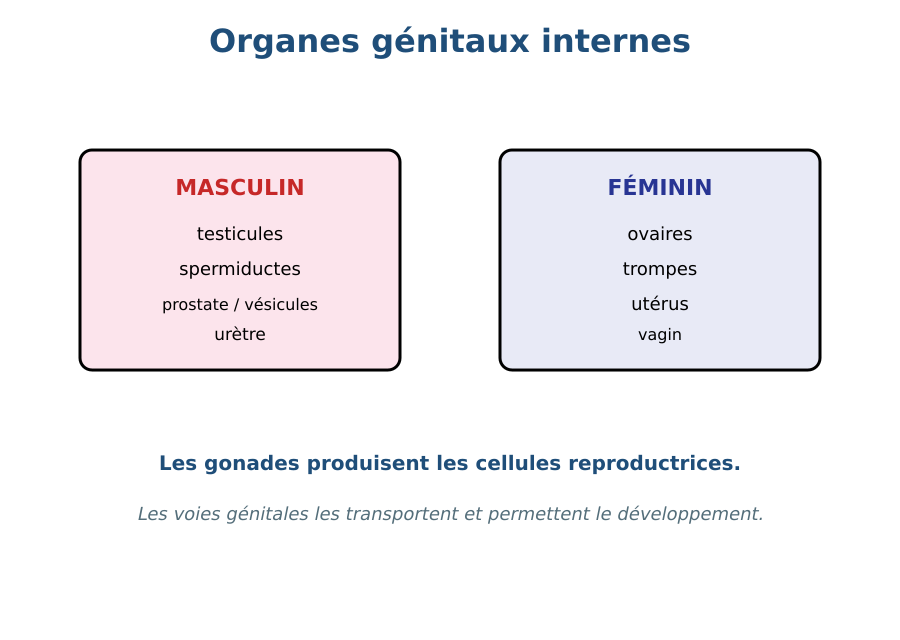 Organes génitaux internes
MASCULIN
testicules
spermiductes
prostate / vésicules
urètre
FÉMININ
ovaires
trompes
utérus
vagin
Les gonades produisent les cellules reproductrices.
Les voies génitales les transportent et permettent le développement.